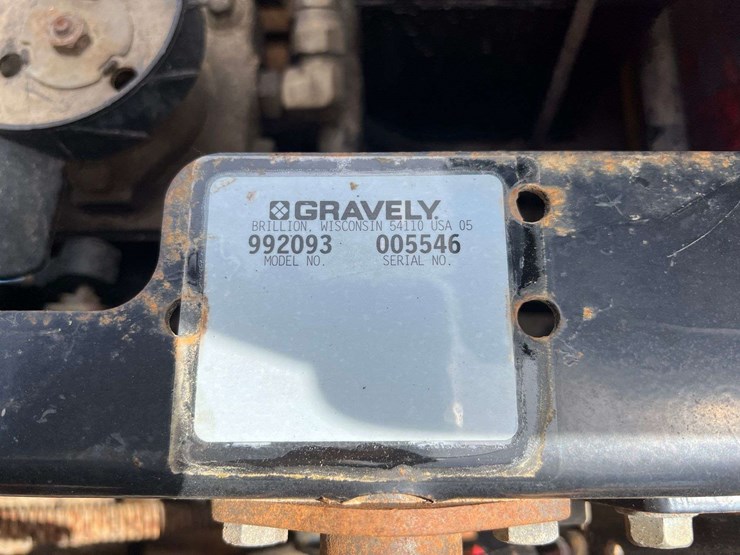 GRAVELY.
BRILLION, WISCONSIN 54110 USA 05
992093 005546
MODEL NO. SERIAL NO.